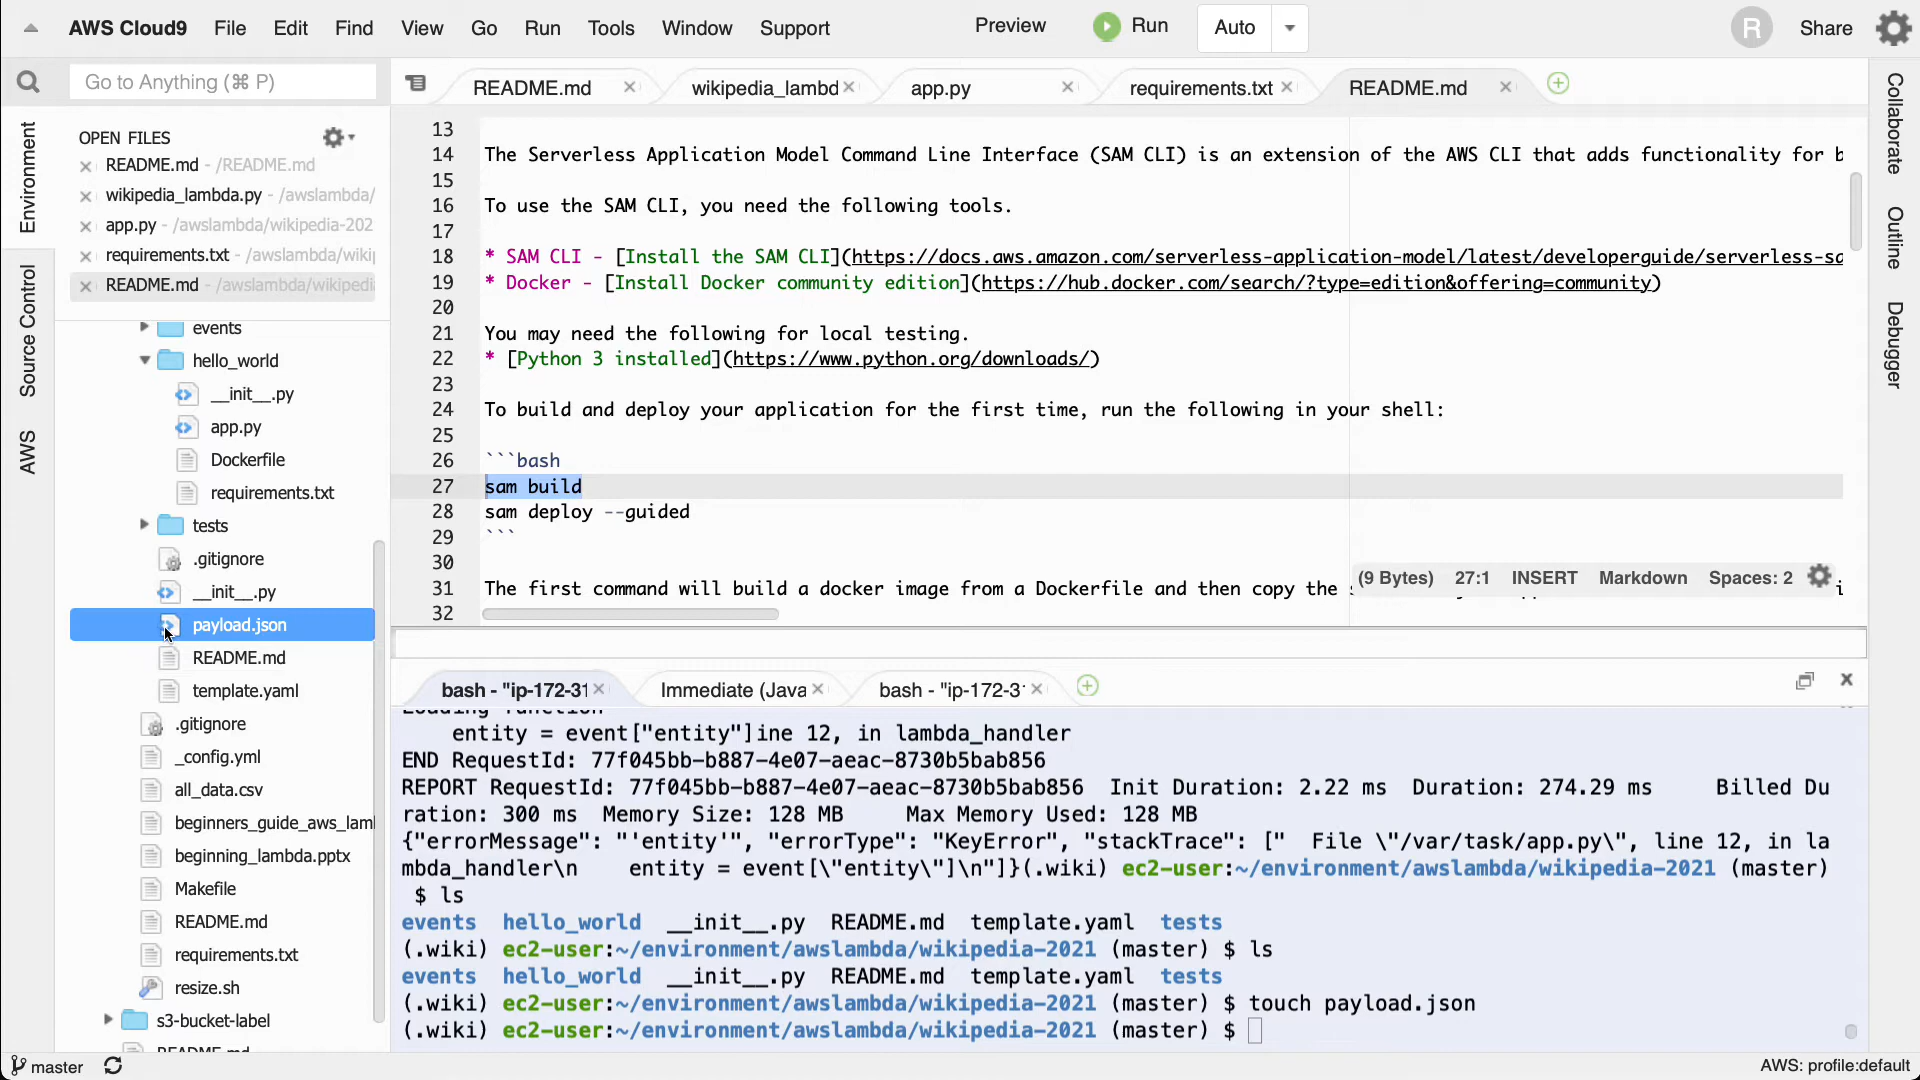 AWS Cloud9 File Edit Find View Go Run Tools Window Support Preview Run Auto R Share
Go to Anything (⌘ P)
README.md wikipedia_lambd app.py requirements.txt README.md
Environment
Source Control
AWS
OPEN FILES
README.md - /README.md
wikipedia_lambda.py - /awslambda/
app.py - /awslambda/wikipedia-202
requirements.txt - /awslambda/wikip
README.md - /awslambda/wikipedi
events
hello_world
__init__.py
app.py
Dockerfile
requirements.txt
tests
.gitignore
__init__.py
payload.json
README.md
template.yaml
.gitignore
_config.yml
all_data.csv
beginners_guide_aws_laml
beginning_lambda.pptx
Makefile
README.md
requirements.txt
resize.sh
s3-bucket-label
README.md
13
14 The Serverless Application Model Command Line Interface (SAM CLI) is an extension of the AWS CLI that adds functionality for b
15
16 To use the SAM CLI, you need the following tools.
17
18 * SAM CLI - [Install the SAM CLI](https://docs.aws.amazon.com/serverless-application-model/latest/developerguide/serverless-sa
19 * Docker - [Install Docker community edition](https://hub.docker.com/search/?type=edition&offering=community)
20
21 You may need the following for local testing.
22 * [Python 3 installed](https://www.python.org/downloads/)
23
24 To build and deploy your application for the first time, run the following in your shell:
25
26 ```bash
27 sam build
28 sam deploy --guided
29 ```
30
31 The first command will build a docker image from a Dockerfile and then copy the
32
(9 Bytes) 27:1 INSERT Markdown Spaces: 2
Collaborate
Outline
Debugger
bash - "ip-172-31 Immediate (Java bash - "ip-172-3
Loading function
entity = event["entity"]ine 12, in lambda_handler
END RequestId: 77f045bb-b887-4e07-aeac-8730b5bab856
REPORT RequestId: 77f045bb-b887-4e07-aeac-8730b5bab856 Init Duration: 2.22 ms Duration: 274.29 ms Billed Du
ration: 300 ms Memory Size: 128 MB Max Memory Used: 128 MB
{"errorMessage": "'entity'", "errorType": "KeyError", "stackTrace": [" File \"/var/task/app.py\", line 12, in la
mbda_handler\n entity = event[\"entity\"]\n"]}(.wiki) ec2-user:~/environment/awslambda/wikipedia-2021 (master)
$ ls
events hello_world __init__.py README.md template.yaml tests
(.wiki) ec2-user:~/environment/awslambda/wikipedia-2021 (master) $ ls
events hello_world __init__.py README.md template.yaml tests
(.wiki) ec2-user:~/environment/awslambda/wikipedia-2021 (master) $ touch payload.json
(.wiki) ec2-user:~/environment/awslambda/wikipedia-2021 (master) $
master
AWS: profile:default